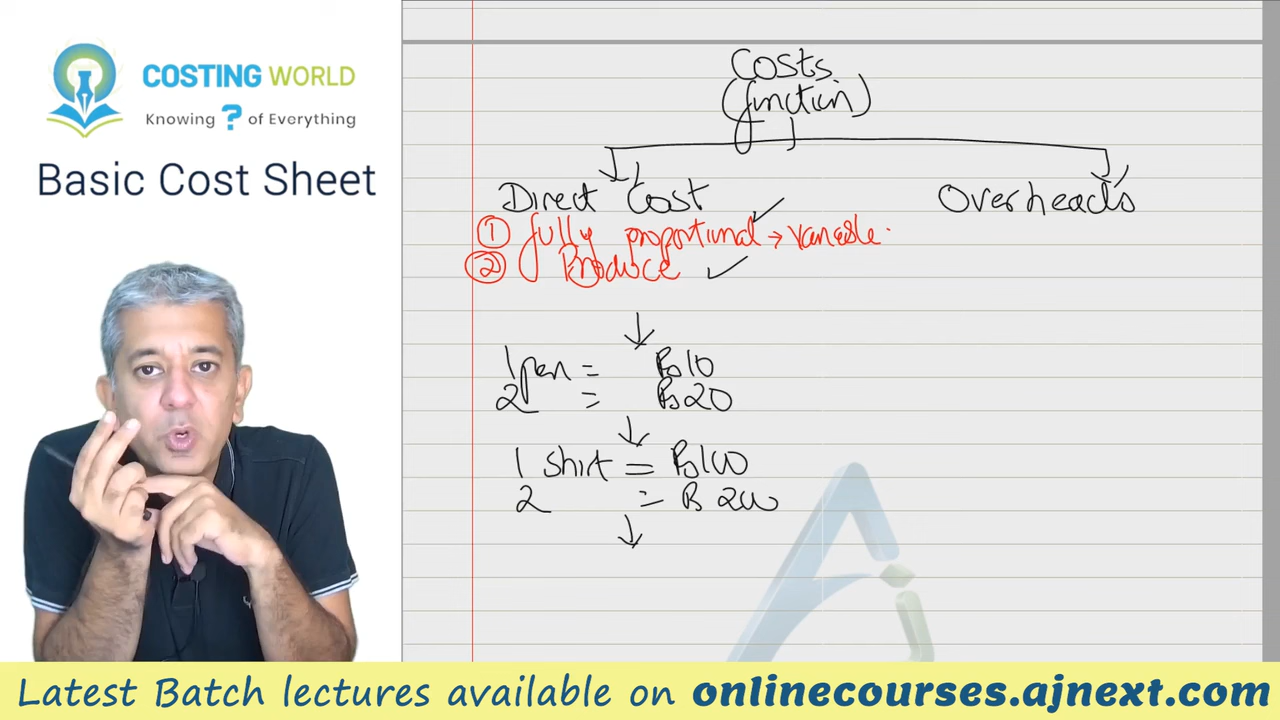 COSTING WORLD
Knowing ? of Everything
Basic Cost Sheet
Costs
(function)
Direct Cost
Overheads
① fully proportional → variable.
② Produce
1 pen = Rs 10
2 = Rs 20
1 shirt = Rs 100
2 = Rs 200
Latest Batch lectures available on onlinecourses.ajnext.com